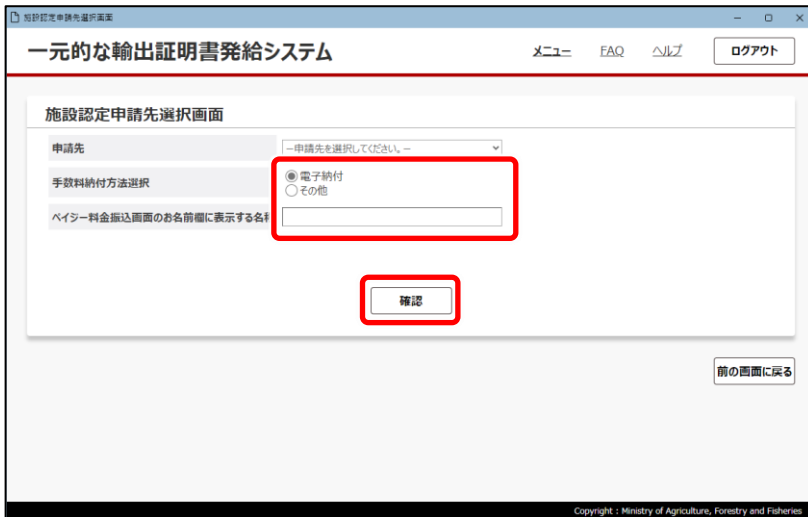 施設認定申請先選択画面
一元的な輸出証明書発給システム
メニュー FAQ ヘルプ ログアウト
施設認定申請先選択画面
申請先 －申請先を選択してください。－
手数料納付方法選択 電子納付
その他
ペイジー料金振込画面のお名前欄に表示する名称
確認
前の画面に戻る
Copyright : Ministry of Agriculture, Forestry and Fisheries